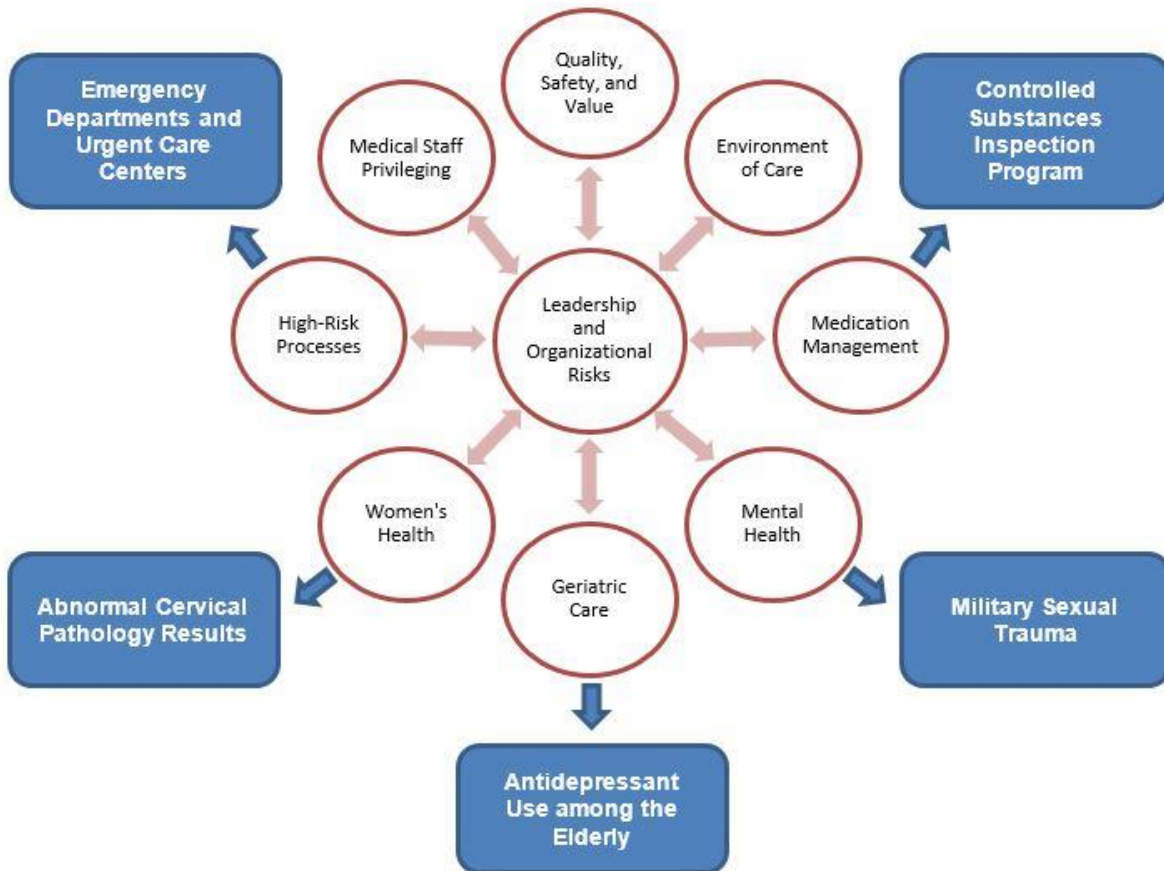 Quality,
Safety, and
Value
Emergency
Departments and
Urgent Care
Centers
Controlled
Substances
Inspection
Program
Medical Staff
Privileging
Environment
of Care
High-Risk
Processes
Leadership
and
Organizational
Risks
Medication
Management
Women's
Health
Mental
Health
Geriatric
Care
Abnormal Cervical
Pathology Results
Military Sexual
Trauma
Antidepressant
Use among the
Elderly